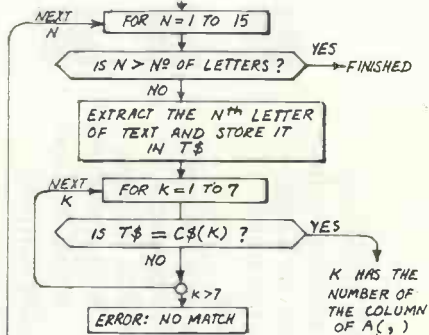 NEXT
N
FOR N=1 TO 15
IS N > Nº OF LETTERS ?
YES
FINISHED
NO
EXTRACT THE Nᵗʰ LETTER
OF TEXT AND STORE IT
IN T$
NEXT
K
FOR K=1 TO 7
IS T$ = C$(K) ?
YES
NO
K>7
ERROR: NO MATCH
K HAS THE
NUMBER OF
THE COLUMN
OF A(,)